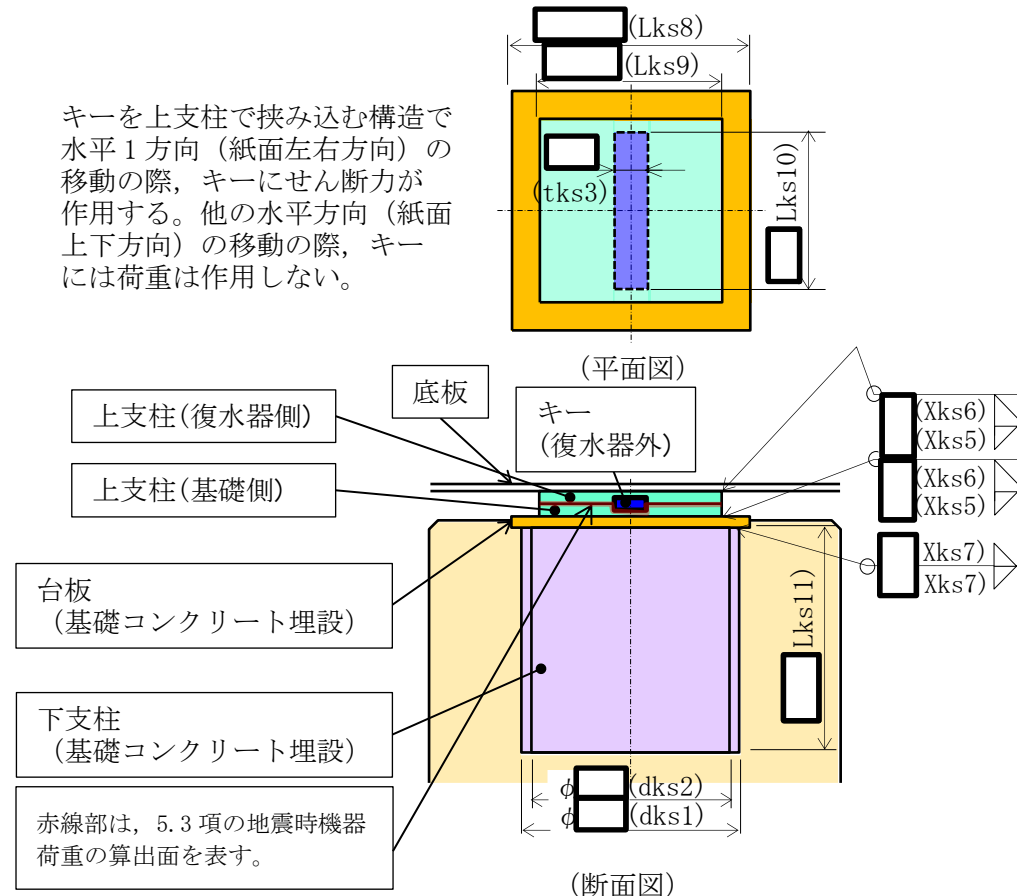 (Lks8)
(Lks9)
キーを上支柱で挟み込む構造で
水平１方向（紙面左右方向）の
移動の際，キーにせん断力が
作用する。他の水平方向（紙面
上下方向）の移動の際，キー
には荷重は作用しない。
(tks3)
Lks10)
(平面図)
底板
キー
(復水器外)
上支柱(復水器側)
上支柱(基礎側)
(Xks6)
(Xks5)
(Xks6)
(Xks5)
Xks7)
Xks7)
台板
（基礎コンクリート埋設）
Lks11)
下支柱
（基礎コンクリート埋設）
φ (dks2)
φ (dks1)
赤線部は，5.3 項の地震時機器
荷重の算出面を表す。
(断面図)